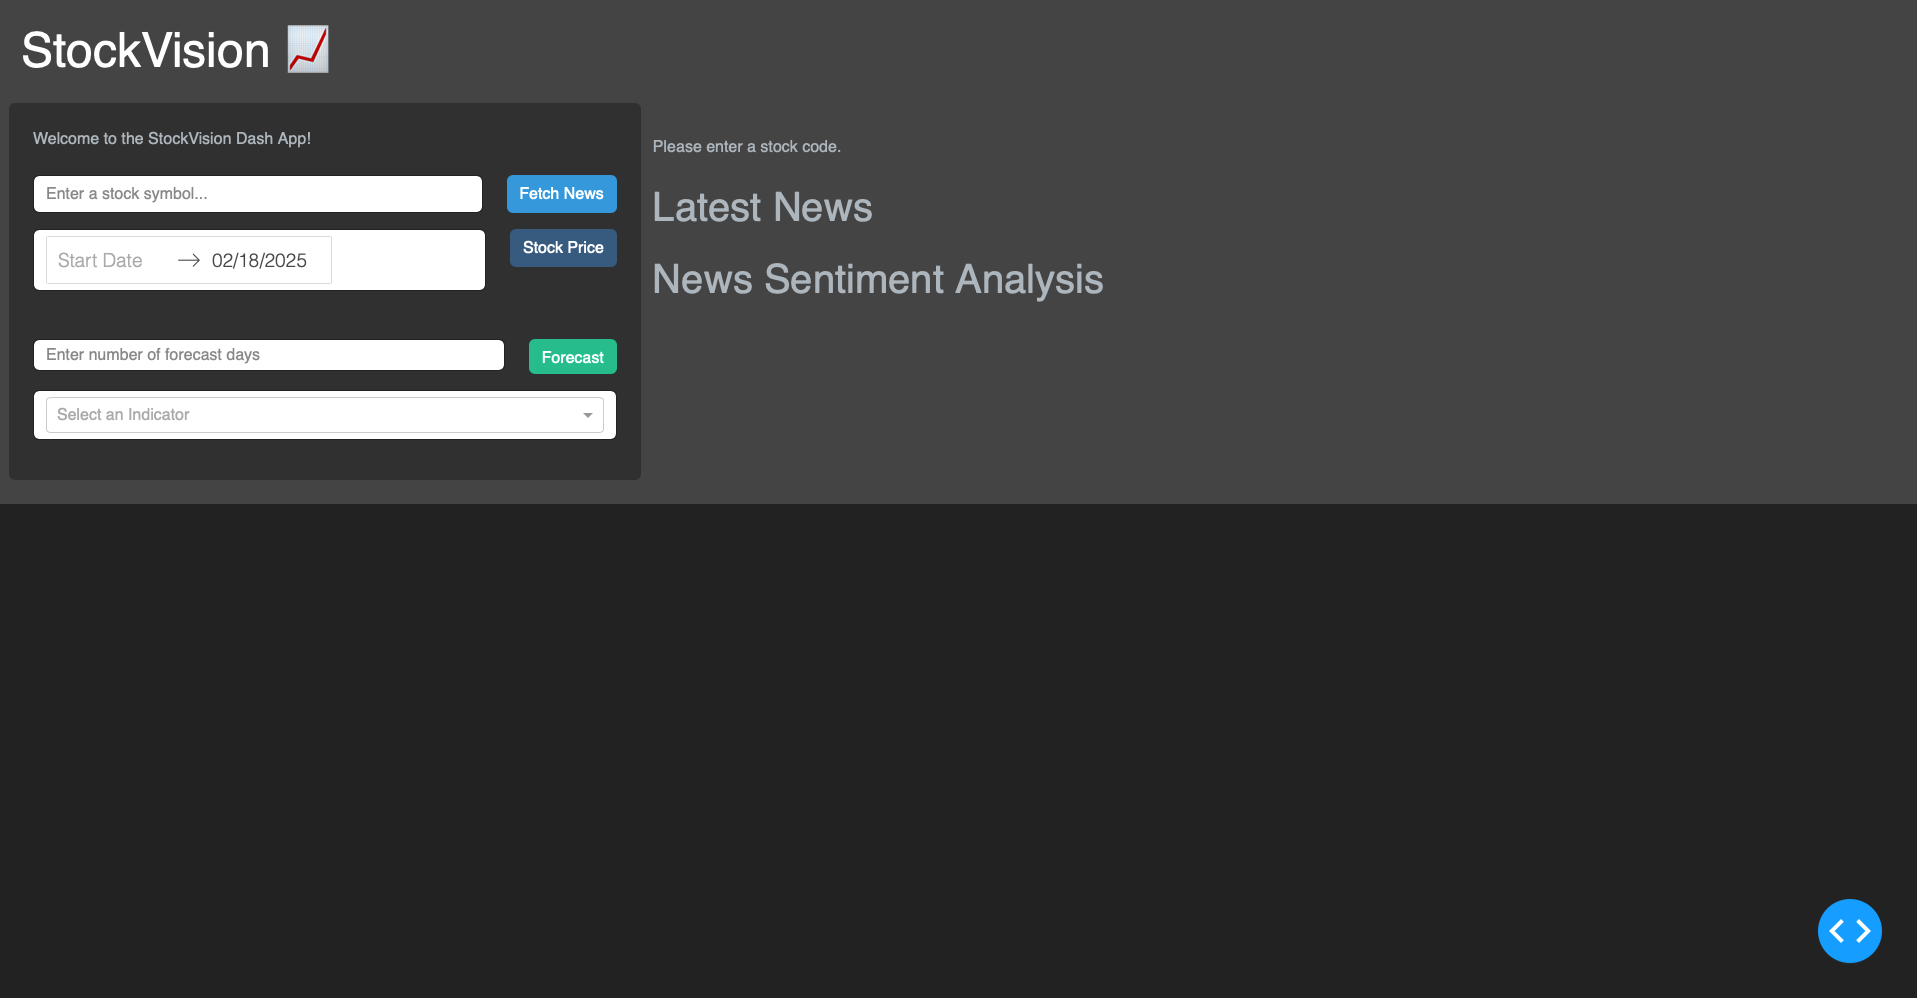 StockVision
Welcome to the StockVision Dash App!
Enter a stock symbol...
Fetch News
Start Date → 02/18/2025
Stock Price
Enter number of forecast days
Forecast
Select an Indicator
Please enter a stock code.
Latest News
News Sentiment Analysis